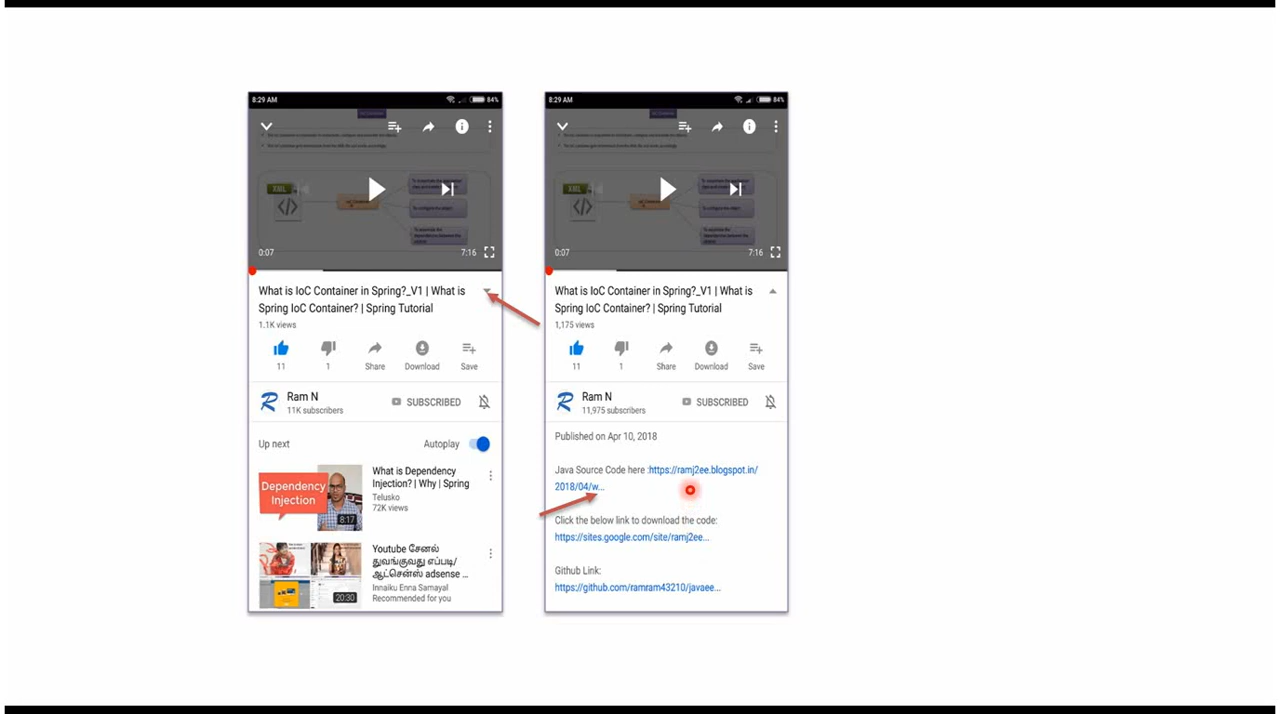 8:29 AM
84%
XML
0:07
7:16
What is IoC Container in Spring?_V1 | What is
Spring IoC Container? | Spring Tutorial
1.1K views
11
1
Share
Download
Save
Ram N
11K subscribers
SUBSCRIBED
Up next
Autoplay
Dependency
Injection
8:17
What is Dependency
Injection? | Why | Spring
Telusko
72K views
20:30
Youtube சேனல்
துவங்குவது எப்படி/
ஆட்சென்ஸ் adsense ...
Innaiku Enna Samayal
Recommended for you
8:29 AM
84%
XML
0:07
7:16
What is IoC Container in Spring?_V1 | What is
Spring IoC Container? | Spring Tutorial
1,175 views
11
1
Share
Download
Save
Ram N
11,975 subscribers
SUBSCRIBED
Published on Apr 10, 2018
Java Source Code here :https://ramj2ee.blogspot.in/
2018/04/w...
Click the below link to download the code:
https://sites.google.com/site/ramj2ee...
Github Link:
https://github.com/ramram43210/javaee...